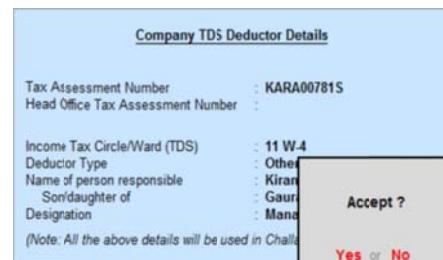 Company TDS Deductor Details
Tax Assessment Number : KARA00781S
Head Office Tax Assessment Number :
Income Tax Circle/Ward (TDS) : 11 W-4
Deductor Type : Other
Name of person responsible : Kiran
Son/daughter of : Gaura
Designation : Mana
(Note: All the above details will be used in Challa
Accept ?
Yes or No